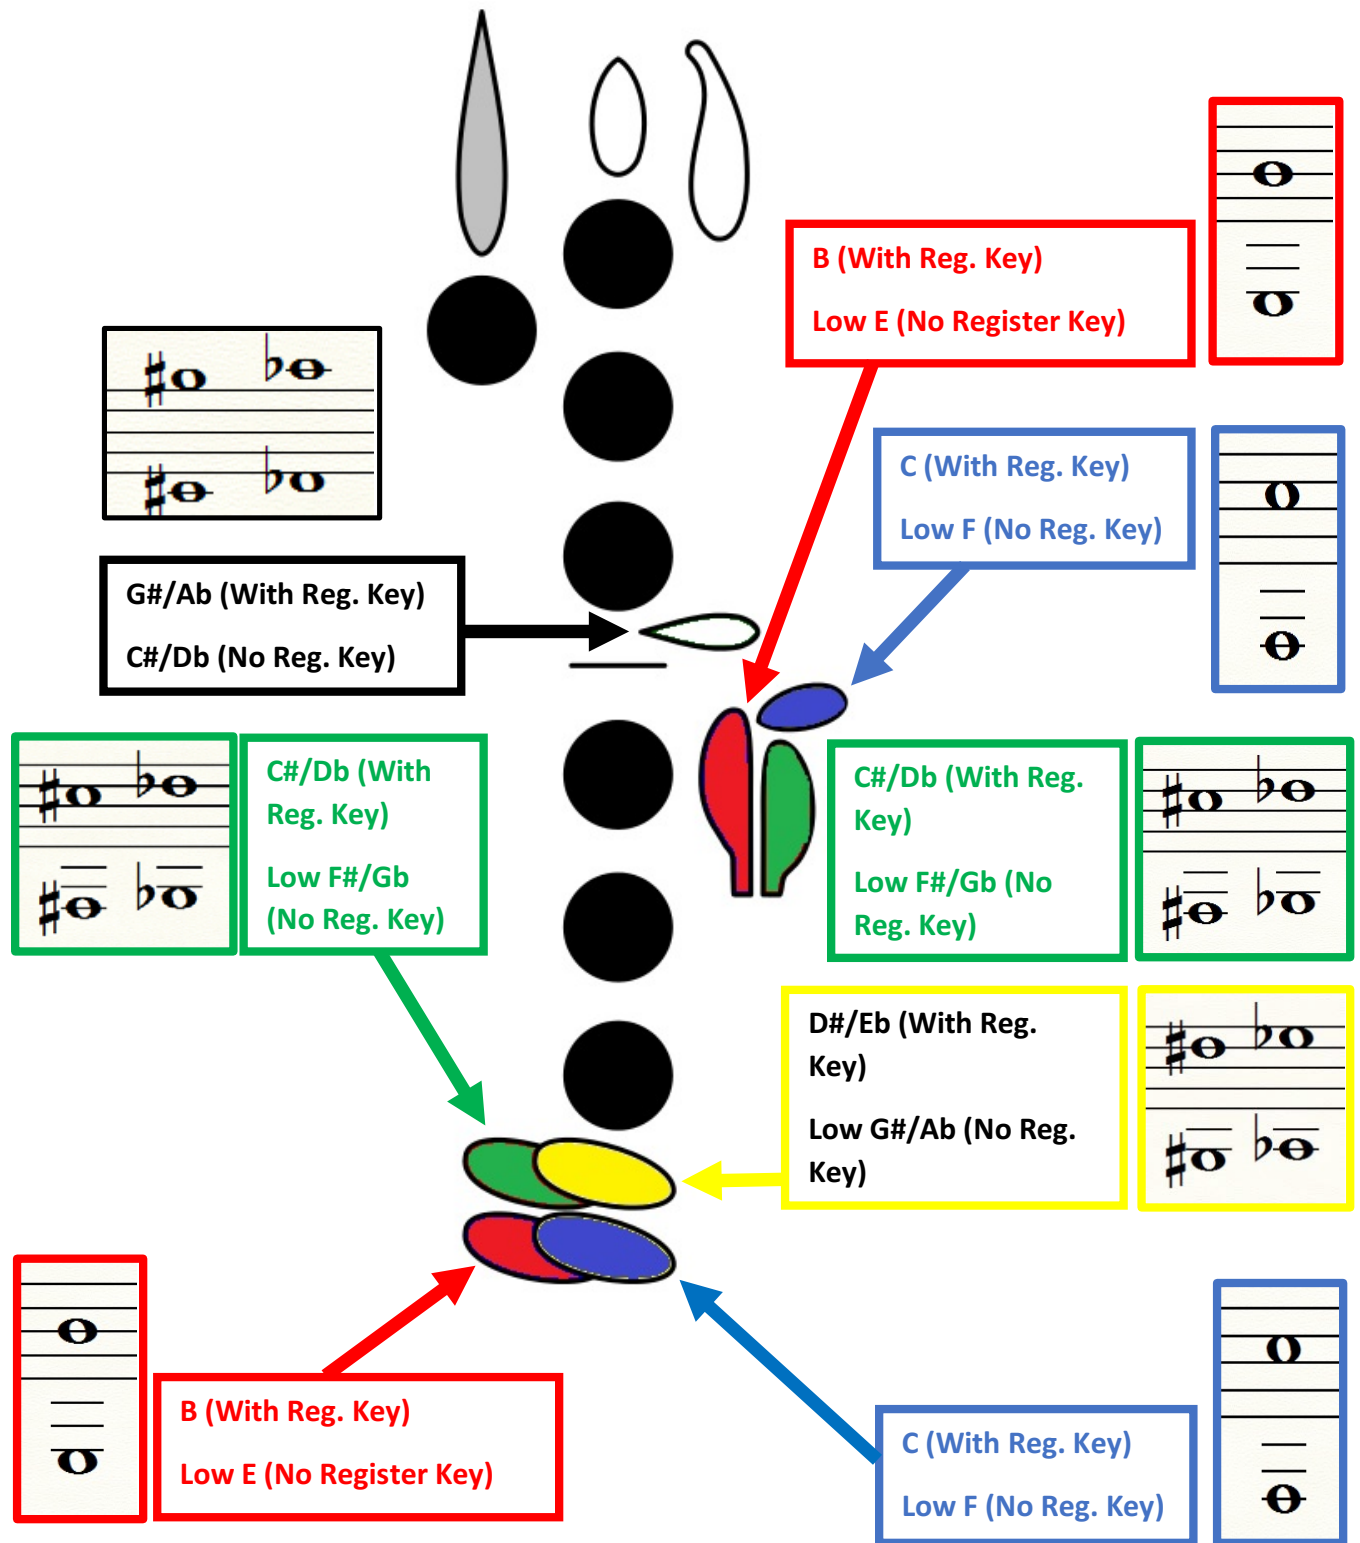 B (With Reg. Key)
Low E (No Register Key)
C (With Reg. Key)
Low F (No Reg. Key)
G#/Ab (With Reg. Key)
C#/Db (No Reg. Key)
C#/Db (With
Reg. Key)
Low F#/Gb
(No Reg. Key)
C#/Db (With Reg.
Key)
Low F#/Gb (No
Reg. Key)
D#/Eb (With Reg.
Key)
Low G#/Ab (No Reg.
Key)
B (With Reg. Key)
Low E (No Register Key)
C (With Reg. Key)
Low F (No Reg. Key)